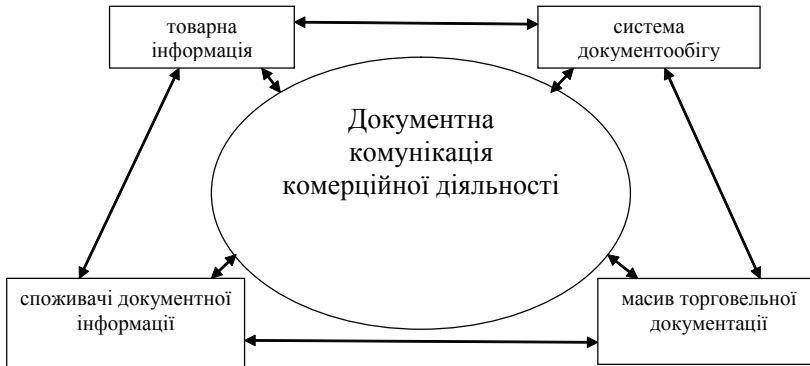 товарна
інформація
система
документообігу
Документна
комунікація
комерційної діяльності
споживачі документної
інформації
масив торговельної
документації